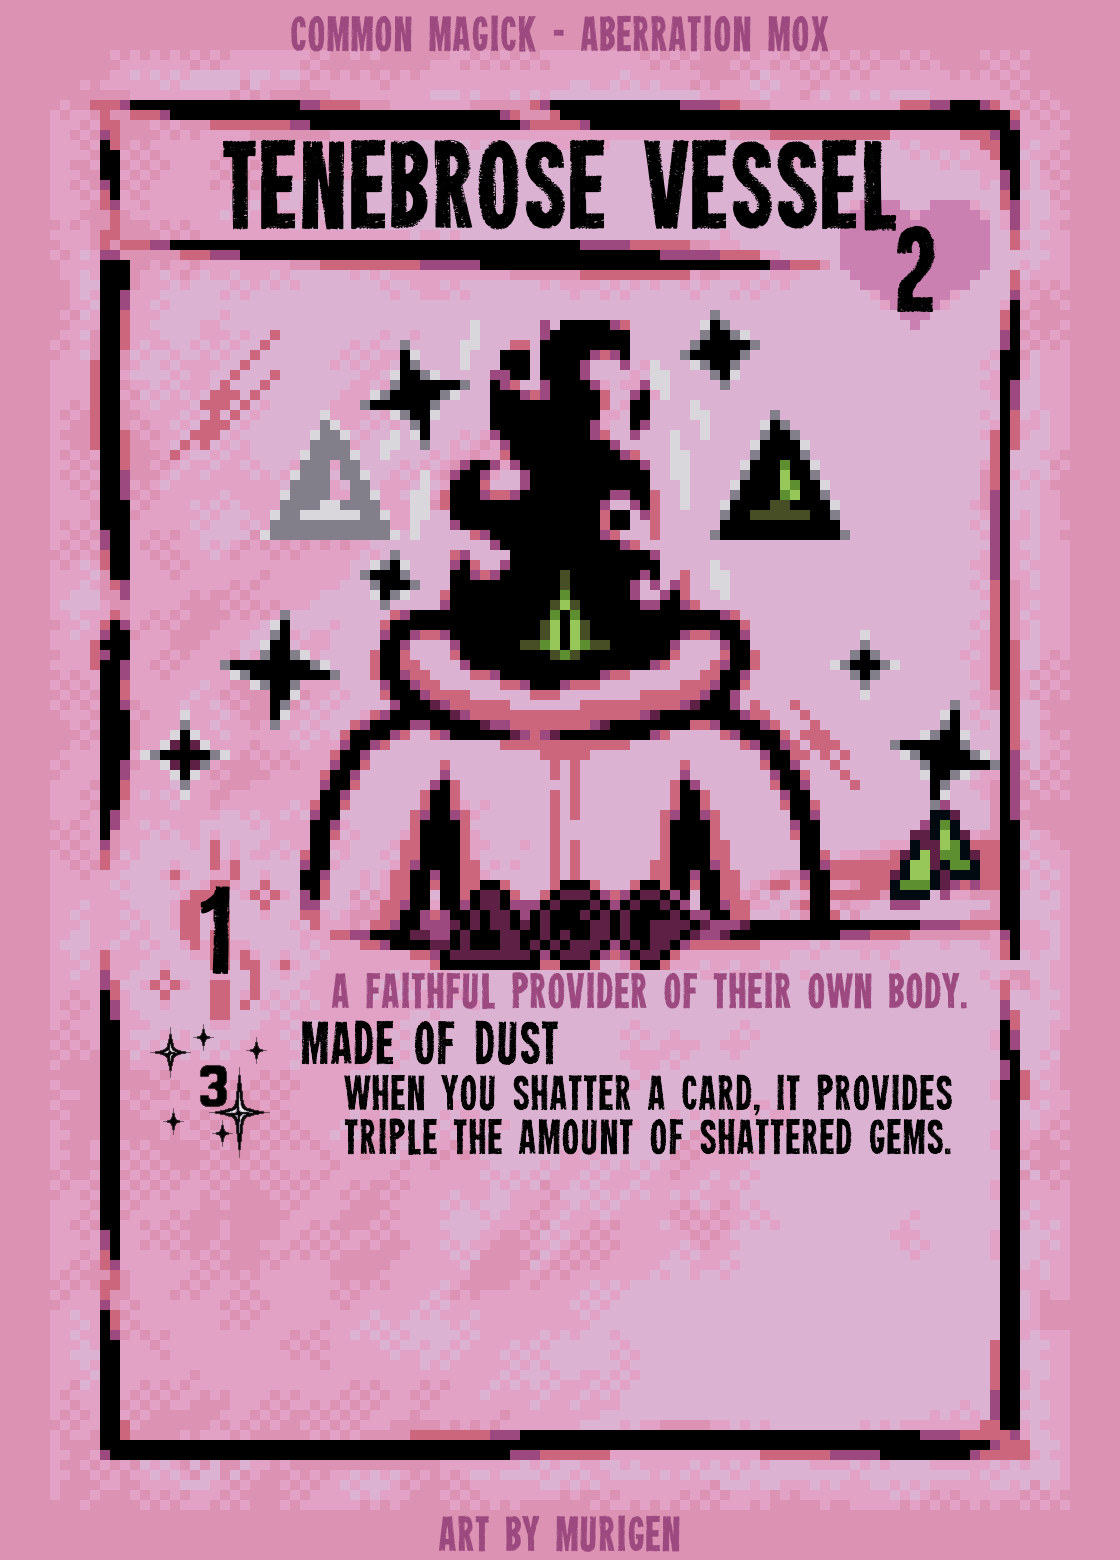 COMMON MAGICK - ABERRATION MOX
TENEBROSE VESSEL
2
1
A FAITHFUL PROVIDER OF THEIR OWN BODY.
MADE OF DUST
3
WHEN YOU SHATTER A CARD, IT PROVIDES
TRIPLE THE AMOUNT OF SHATTERED GEMS.
ART BY MURIGEN